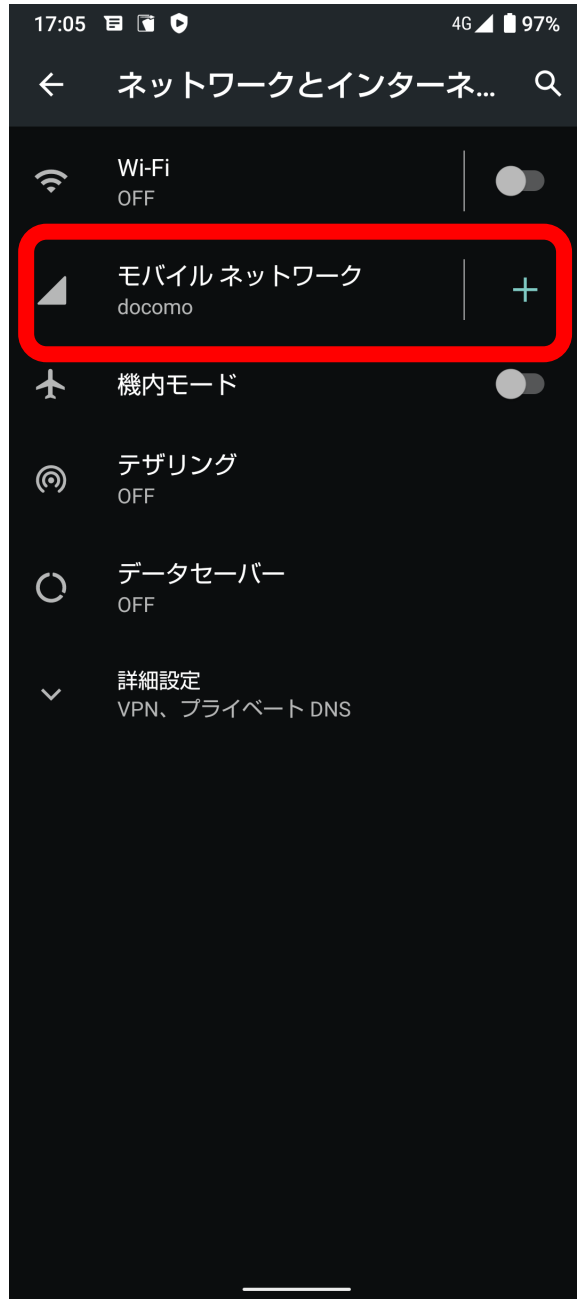 17:05
4G 97%
ネットワークとインターネ...
Wi-Fi
OFF
モバイル ネットワーク
docomo
機内モード
テザリング
OFF
データセーバー
OFF
詳細設定
VPN、プライベート DNS